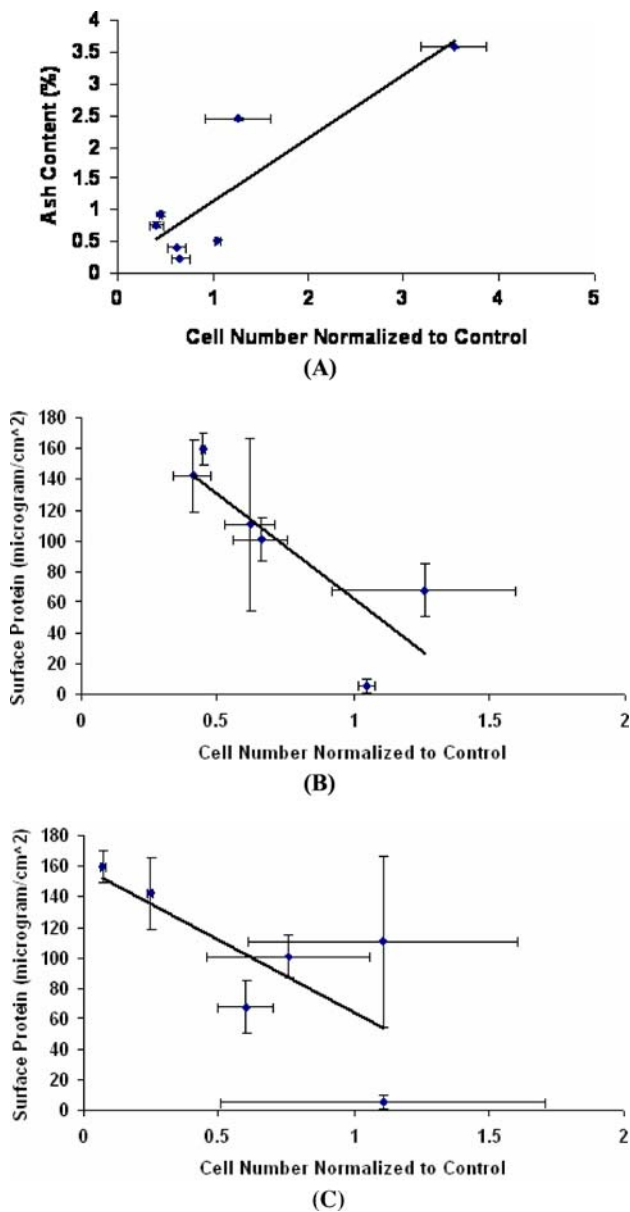 4
3.5
3
2.5
2
1.5
1
0.5
0
Ash Content (%)
0 1 2 3 4 5
Cell Number Normalized to Control
(A)
180
160
140
120
100
80
60
40
20
0
Surface Protein (microgram/cm^2)
0 0.5 1 1.5 2
Cell Number Normalized to Control
(B)
180
160
140
120
100
80
60
40
20
0
Surface Protein (microgram/cm^2)
0 0.5 1 1.5 2
Cell Number Normalized to Control
(C)